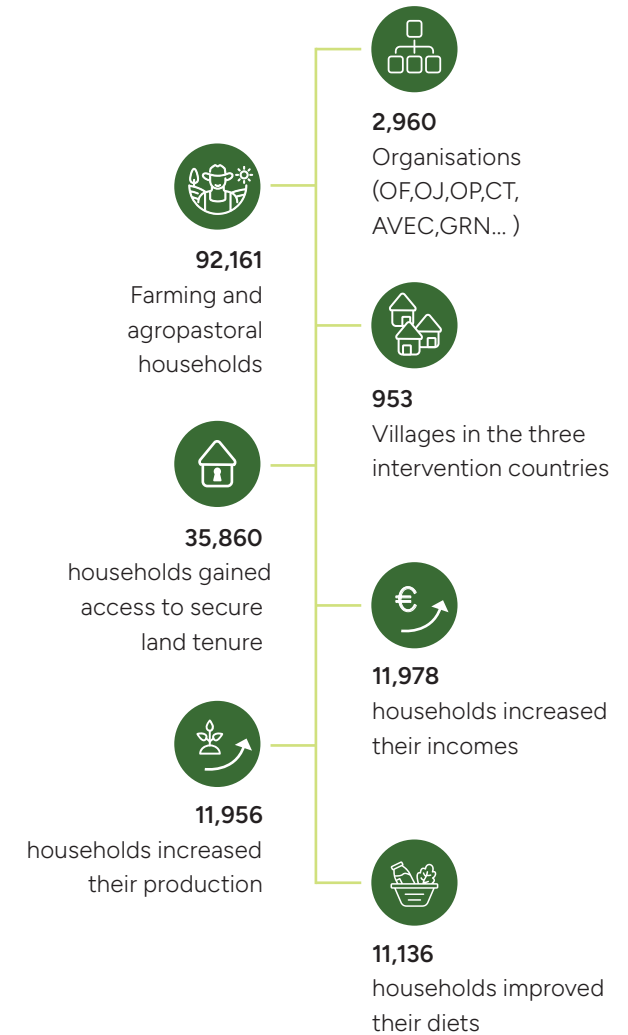 2,960
Organisations
(OF,OJ,OP,CT,
AVEC,GRN... )
92,161
Farming and
agropastoral
households
953
Villages in the three
intervention countries
35,860
households gained
access to secure
land tenure
€
11,978
households increased
their incomes
11,956
households increased
their production
11,136
households improved
their diets